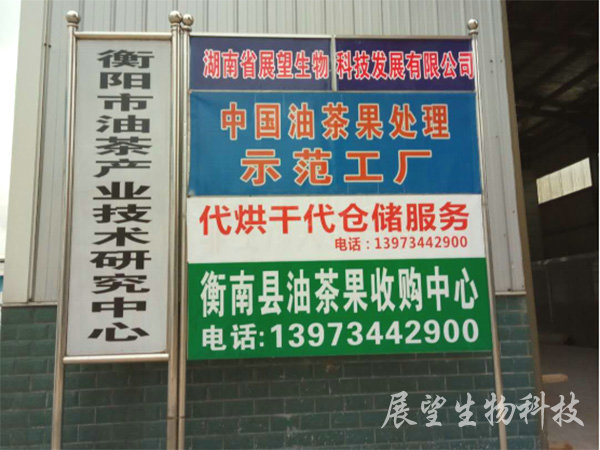 衡阳市油茶产业技术研究中心
湖南省展望生物科技发展有限公司
中国油茶果处理
示范工厂
代烘干代仓储服务
电话：13973442900
衡南县油茶果收购中心
电话:13973442900
展望生物科技